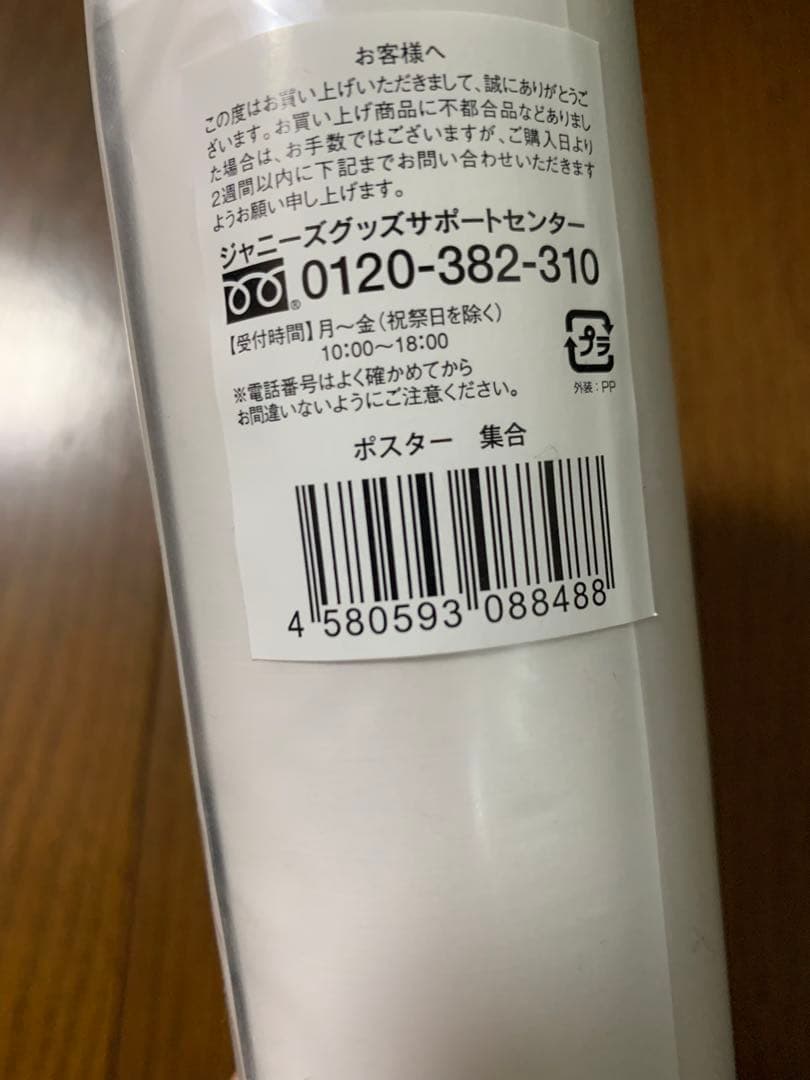 お客様へ
この度はお買い上げいただきまして、誠にありがとうご
ざいます。お買い上げ商品に不都合品などありまし
た場合は、お手数ではございますが、ご購入日より
2週間以内に下記までお問い合わせいただきます
ようお願い申し上げます。
ジャニーズグッズサポートセンター
® 0120-382-310
【受付時間】月〜金(祝祭日を除く)
10:00〜18:00
プラ
外装:PP
※電話番号はよく確かめてから
お間違いないようにご注意ください。
ポスター 集合
4 580593 088488